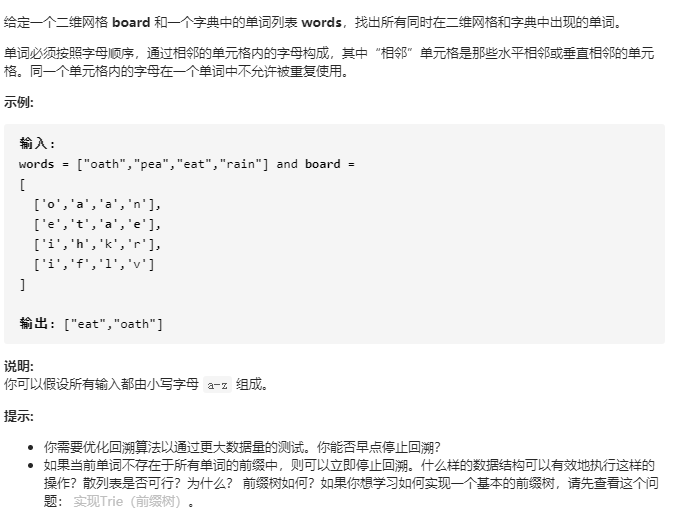 给定一个二维网格 board 和一个字典中的单词列表 words，找出所有同时在二维网格和字典中出现的单词。
单词必须按照字母顺序，通过相邻的单元格内的字母构成，其中“相邻”单元格是那些水平相邻或垂直相邻的单元
格。同一个单元格内的字母在一个单词中不允许被重复使用。
示例:
输入:
words = ["oath","pea","eat","rain"] and board =
[
  ['o','a','a','n'],
  ['e','t','a','e'],
  ['i','h','k','r'],
  ['i','f','l','v']
]
输出: ["eat","oath"]
说明:
你可以假设所有输入都由小写字母 a-z 组成。
提示:
• 你需要优化回溯算法以通过更大数据量的测试。你能否早点停止回溯？
• 如果当前单词不存在于所有单词的前缀中，则可以立即停止回溯。什么样的数据结构可以有效地执行这样的
操作？散列表是否可行？为什么？ 前缀树如何？如果你想学习如何实现一个基本的前缀树，请先查看这个问
题： 实现Trie（前缀树）。